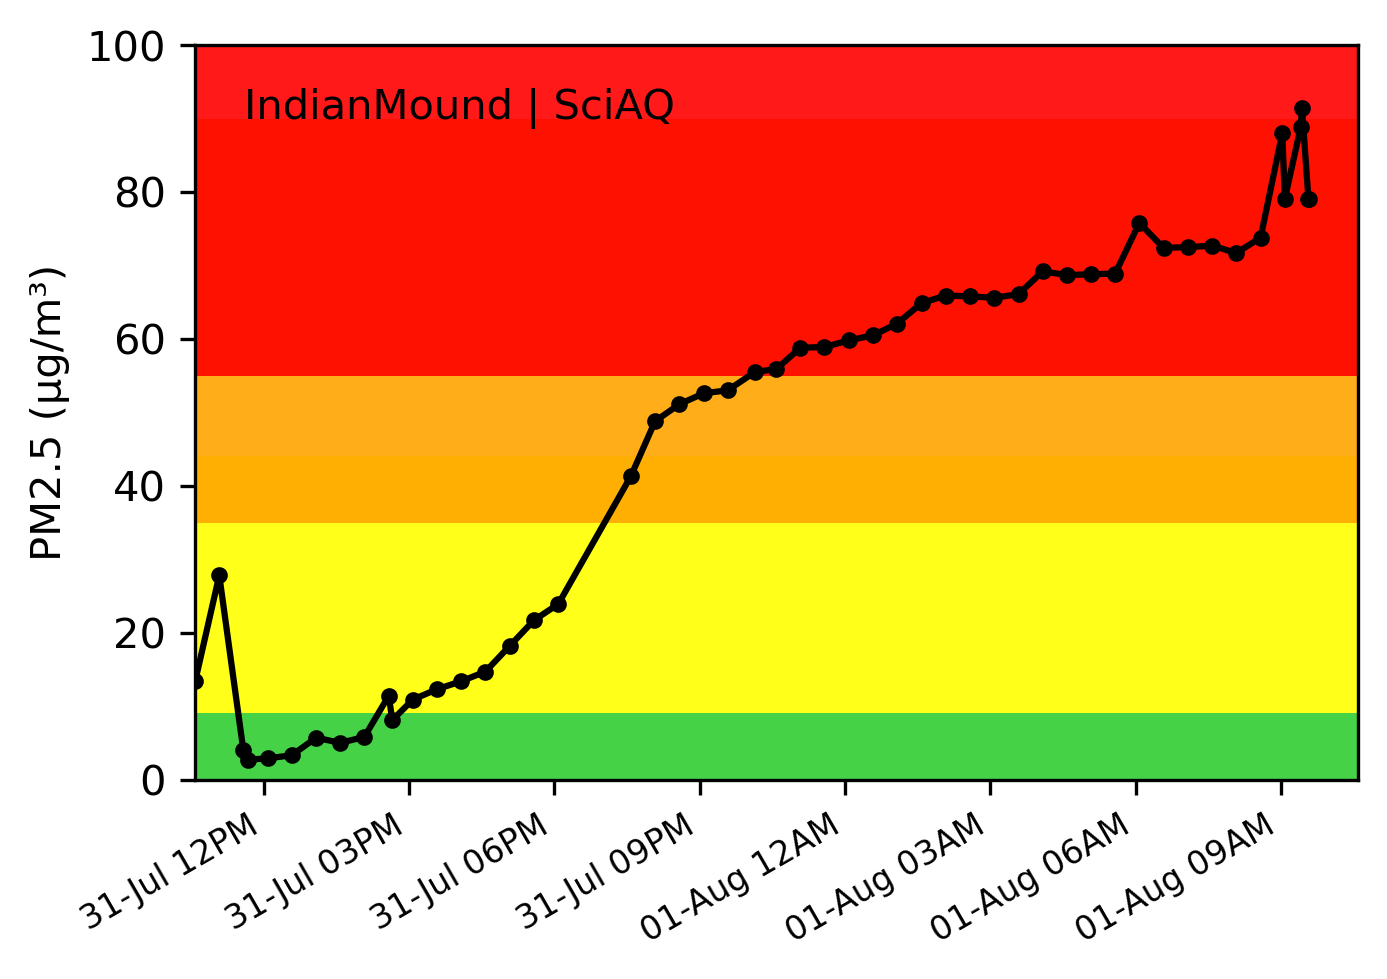 IndianMound | SciAQ
PM2.5 (µg/m³)
100
80
60
40
20
0
31-Jul 12PM
31-Jul 03PM
31-Jul 06PM
31-Jul 09PM
01-Aug 12AM
01-Aug 03AM
01-Aug 06AM
01-Aug 09AM